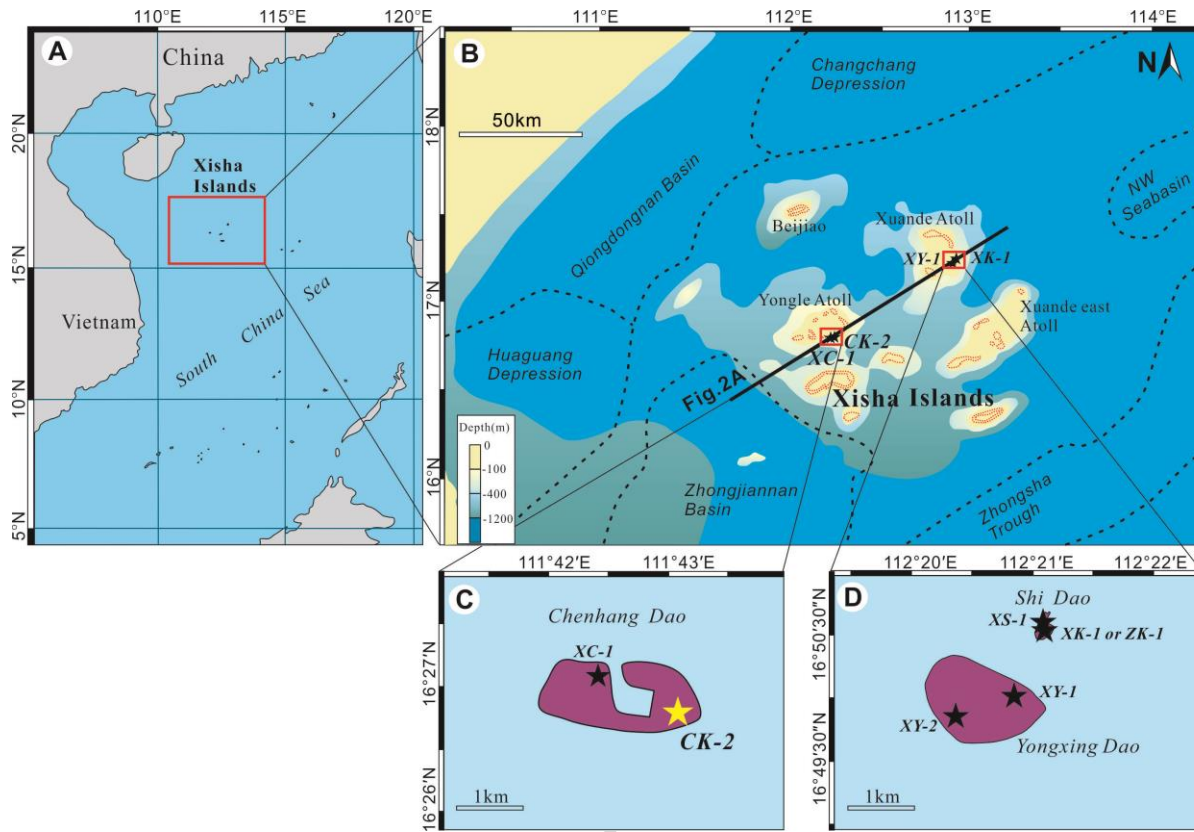 110°E
115°E
120°E
A
China
20°N
15°N
10°N
5°N
Xisha
Islands
Vietnam
South China Sea
111°E
112°E
113°E
114°E
B
N
50km
18°N
17°N
16°N
Changchang
Depression
Qiongdongnan Basin
NW
Seabasin
Beijiao
Xuande Atoll
XY-1
XK-1
Yongle Atoll
CK-2
XC-1
Xuande east
Atoll
Huaguang
Depression
Fig.2A
Xisha Islands
Depth(m)
0
-100
-400
-1200
Zhongjiannan
Basin
Zhongsha
Trough
111°42′E
111°43′E
C
Chenhang Dao
XC-1
CK-2
16°27′N
16°26′N
1km
112°20′E
112°21′E
112°22′E
D
Shi Dao
XS-1
XK-1 or ZK-1
XY-1
XY-2
Yongxing Dao
16°50′30″N
16°49′30″N
1km